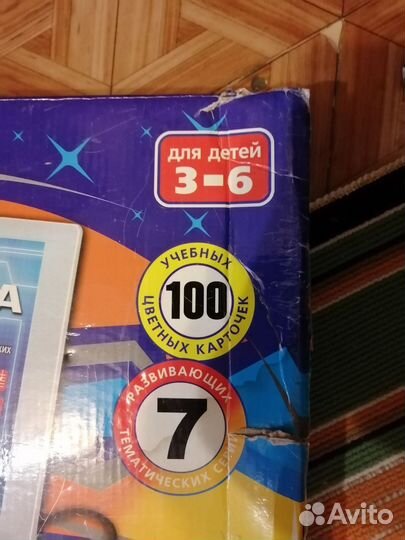 для детей
3-6
А
УЧЕБНЫХ
100
ЦВЕТНЫХ КАРТОЧЕК
РАЗВИВАЮЩИХ
7
ТЕМАТИЧЕСКИХ СЕРИЙ
Avito